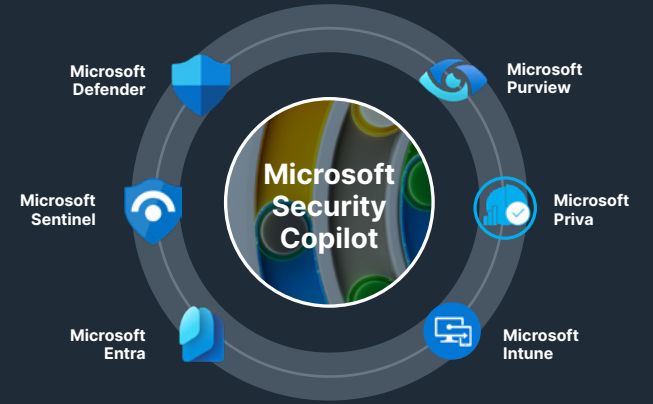 Microsoft
Defender
Microsoft
Purview
Microsoft
Security
Copilot
Microsoft
Sentinel
Microsoft
Priva
Microsoft
Entra
Microsoft
Intune